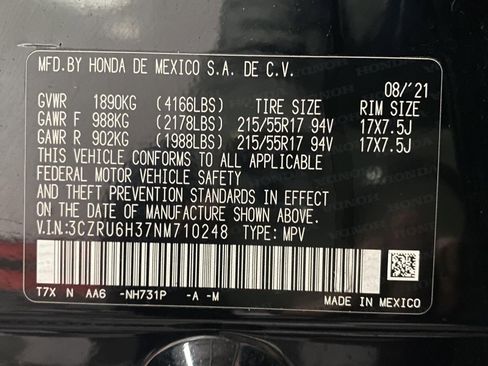 MFD.BY HONDA DE MEXICO S.A. DE C.V.
08/'21
GVWR 1890KG (4166LBS) TIRE SIZE RIM SIZE
GAWR F 988KG (2178LBS) 215/55R17 94V 17X7.5J
GAWR R 902KG (1988LBS) 215/55R17 94V 17X7.5J
THIS VEHICLE CONFORMS TO ALL APPLICABLE
FEDERAL MOTOR VEHICLE SAFETY
AND THEFT PREVENTION STANDARDS IN EFFECT
ON THE DATE OF MANUFACTURE SHOWN ABOVE.
V.I.N:3CZRU6H37NM710248 TYPE: MPV
T7X N AA6 -NH731P -A -M
MADE IN MEXICO